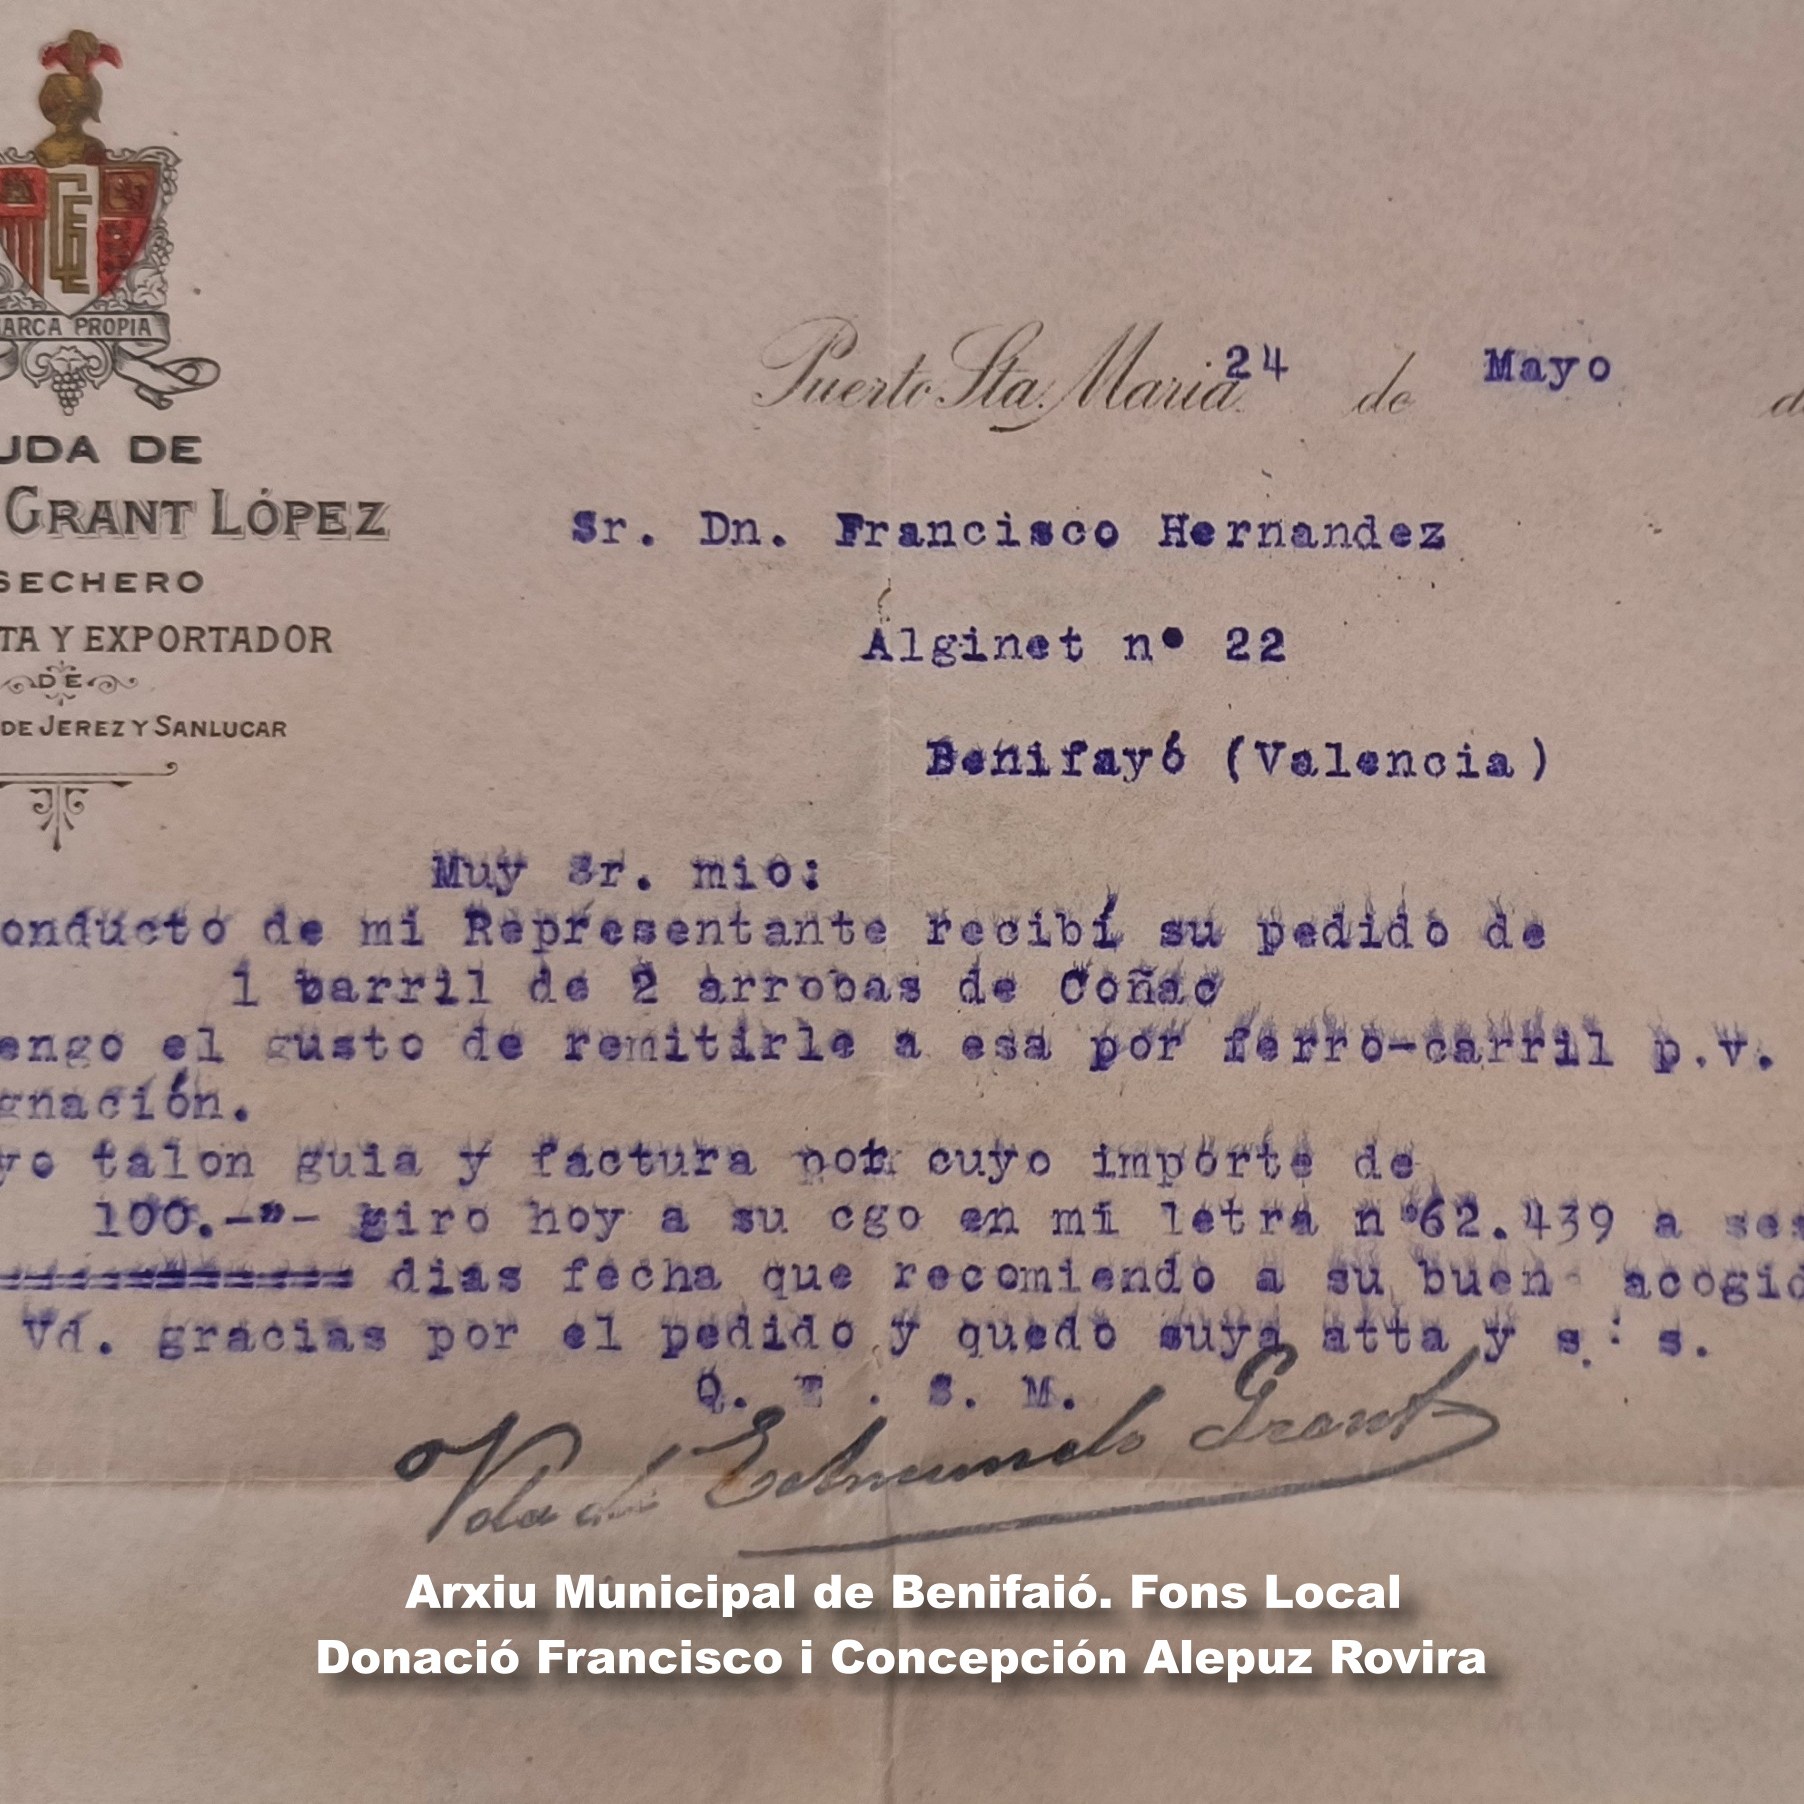 ARCA PROPIA
UDA DE
GRANT LÓPEZ
SECHERO
TA Y EXPORTADOR
DE
DE JEREZ Y SANLUCAR
Puerto Sta. Maria 24 de Mayo de
Sr. Dn. Francisco Hernandez
Alginet nº 22
Benifayó (Valencia)
Muy Sr. mio:
onducto de mi Representante recibí su pedido de
1 barril de 2 arrobas de Coñac
engo el gusto de remitirle a esa por ferro-carril p.v.
gnación.
yo talon guia y factura por cuyo importe de
100.-"- giro hoy a su cgo en mi letra nº 62.439 a ses
dias fecha que recomiendo a su buen acogid
Vd. gracias por el pedido y quedo suya atta y s. s.
Q. E. S. M.
Vda de Edmundo Grant
Arxiu Municipal de Benifaió. Fons Local
Donació Francisco i Concepción Alepuz Rovira